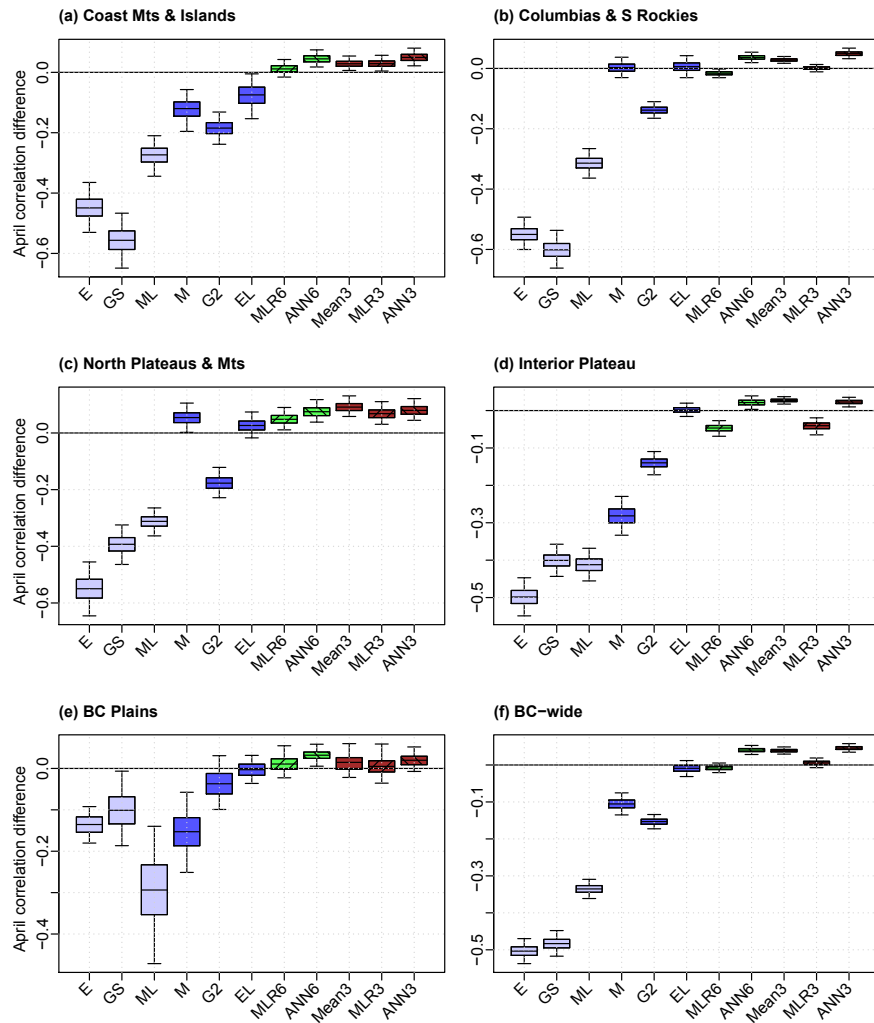 (a) Coast Mts & Islands
April correlation difference
0.0
−0.2
−0.4
−0.6
E GS ML M G2 EL MLR6 ANN6 Mean3 MLR3 ANN3
(b) Columbias & S Rockies
0.0
−0.2
−0.4
−0.6
E GS ML M G2 EL MLR6 ANN6 Mean3 MLR3 ANN3
(c) North Plateaus & Mts
April correlation difference
0.0
−0.2
−0.4
−0.6
E GS ML M G2 EL MLR6 ANN6 Mean3 MLR3 ANN3
(d) Interior Plateau
−0.1
−0.3
−0.5
E GS ML M G2 EL MLR6 ANN6 Mean3 MLR3 ANN3
(e) BC Plains
April correlation difference
0.0
−0.2
−0.4
E GS ML M G2 EL MLR6 ANN6 Mean3 MLR3 ANN3
(f) BC−wide
−0.1
−0.3
−0.5
E GS ML M G2 EL MLR6 ANN6 Mean3 MLR3 ANN3